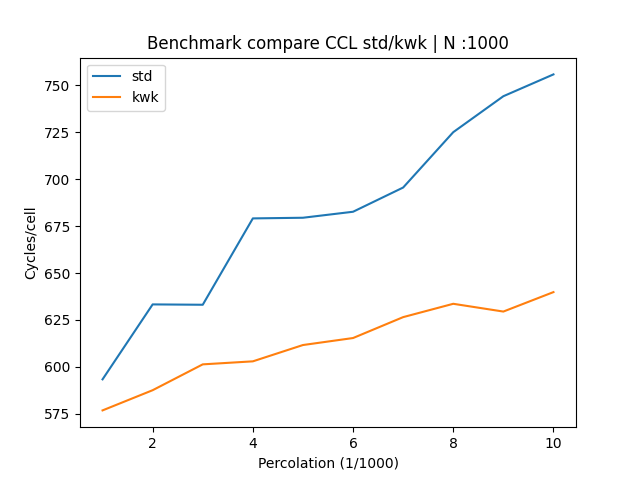 Benchmark compare CCL std/kwk | N :1000
std
kwk
750
725
700
675
650
625
600
575
Cycles/cell
2 4 6 8 10
Percolation (1/1000)